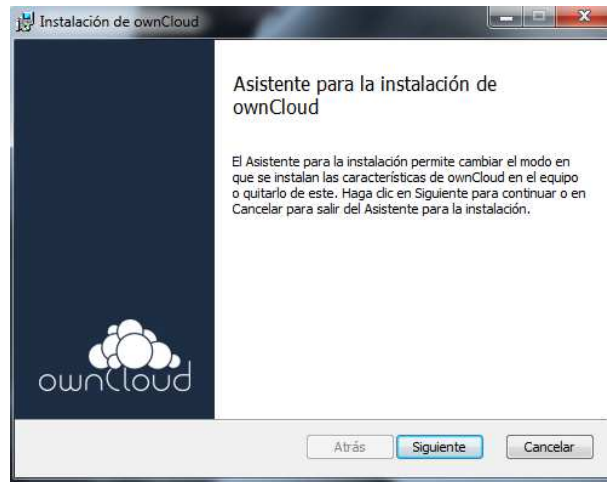 Instalación de ownCloud
Asistente para la instalación de
ownCloud
El Asistente para la instalación permite cambiar el modo en
que se instalan las características de ownCloud en el equipo
o quitarlo de este. Haga clic en Siguiente para continuar o en
Cancelar para salir del Asistente para la instalación.
ownCloud
Atrás Siguiente Cancelar